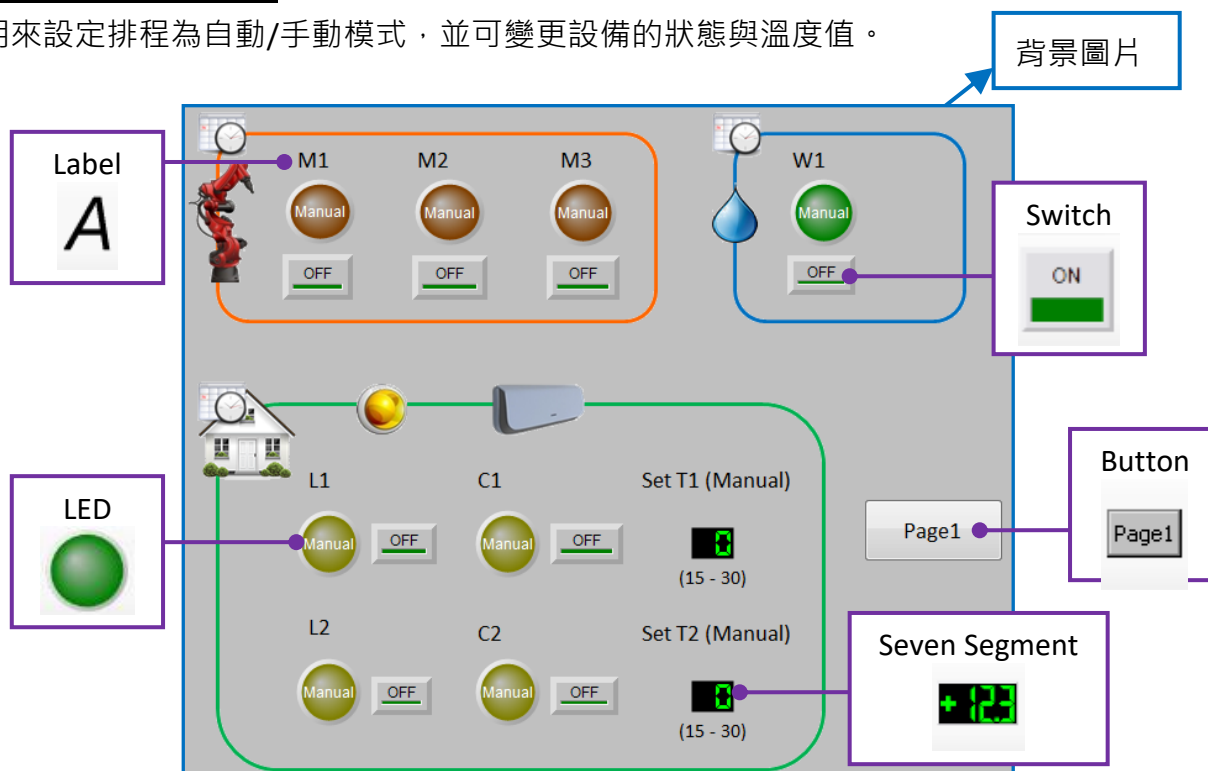 來設定排程為自動/手動模式，並可變更設備的狀態與溫度值。
背景圖片
Label
A
M1 M2 M3
Manual Manual Manual
OFF OFF OFF
W1
Manual
OFF
Switch
ON
LED
L1 C1 Set T1 (Manual)
Manual OFF Manual OFF 0
(15 - 30)
L2 C2 Set T2 (Manual)
Manual OFF Manual OFF 0
(15 - 30)
Page1
Button
Page1
Seven Segment
+12.3